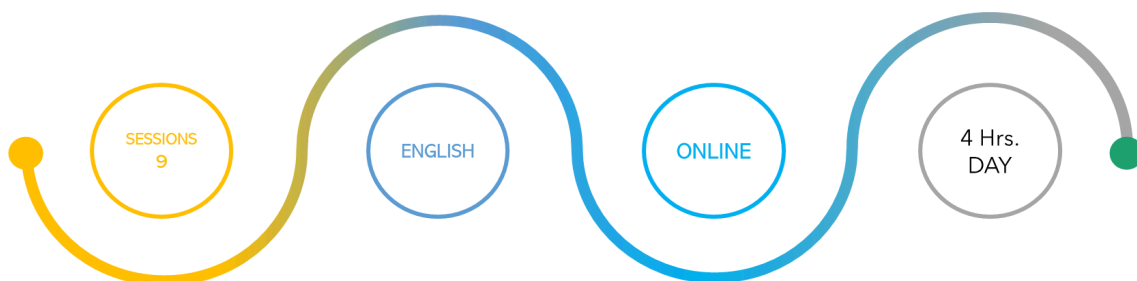 SESSIONS
9
ENGLISH
ONLINE
4 Hrs.
DAY